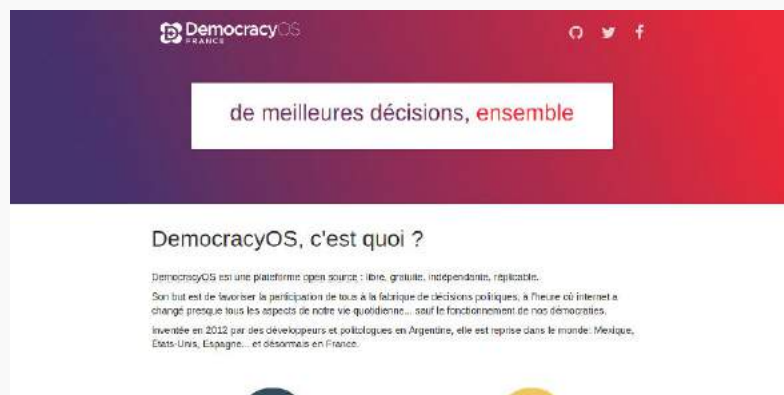 DemocracyOS
FRANCE
de meilleures décisions, ensemble
DemocracyOS, c'est quoi ?
DemocracyOS est une plateforme open source : libre, gratuite, indépendante, réplicable.
Son but est de favoriser la participation de tous à la fabrique de décisions politiques, à l'heure où internet a
changé presque tous les aspects de notre vie quotidienne... sauf le fonctionnement de nos démocraties.
Inventée en 2012 par des développeurs et politologues en Argentine, elle est reprise dans le monde: Mexique,
Etats-Unis, Espagne... et désormais en France.